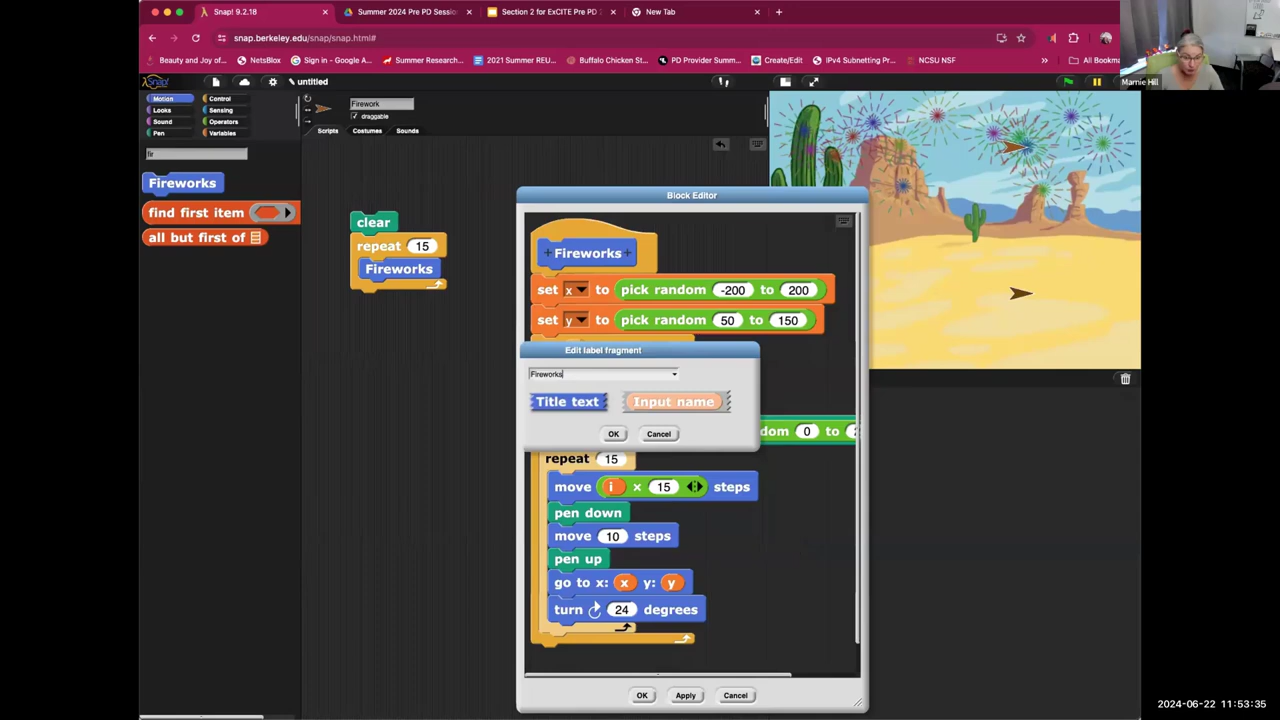 Snap! 9.2.18
Summer 2024 Pre PD Sessi
Section 2 for ExCITE Pre PD
New Tab
snap.berkeley.edu/snap/snap.html#
Beauty and Joy of...
NetsBlox
Sign in - Google A...
Summer Research...
2021 Summer REU...
Buffalo Chicken St...
PD Provider Summ...
Create/Edit
IPv4 Subnetting Pr...
NCSU NSF
All Bookma
Marnie Hill
untitled
Motion
Control
Looks
Sensing
Sound
Operators
Pen
Variables
fir
Fireworks
find first item
all but first of
Firework
draggable
Scripts
Costumes
Sounds
clear
repeat 15
Fireworks
Block Editor
+ Fireworks +
set x to pick random -200 to 200
set y to pick random 50 to 150
Edit label fragment
Fireworks
Title text
Input name
OK
Cancel
dom 0 to 2
repeat 15
move i × 15 steps
pen down
move 10 steps
pen up
go to x: x y: y
turn 24 degrees
OK
Apply
Cancel
2024-06-22 11:53:35